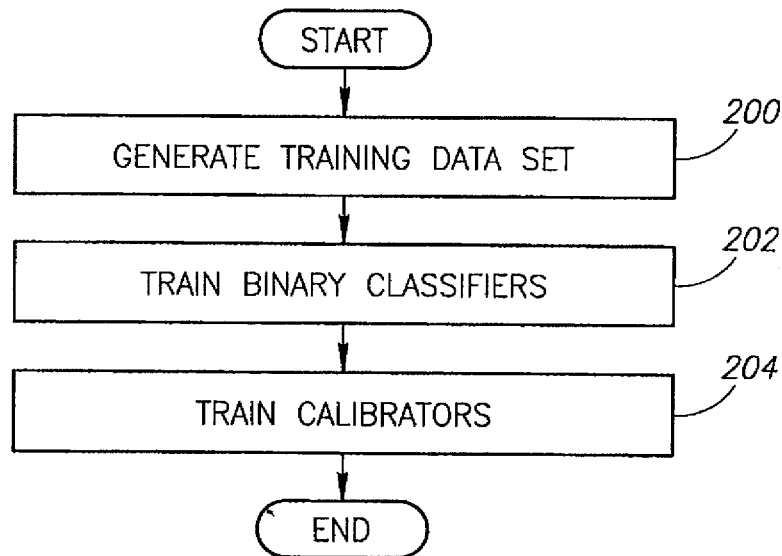 START
200
GENERATE TRAINING DATA SET
202
TRAIN BINARY CLASSIFIERS
204
TRAIN CALIBRATORS
END